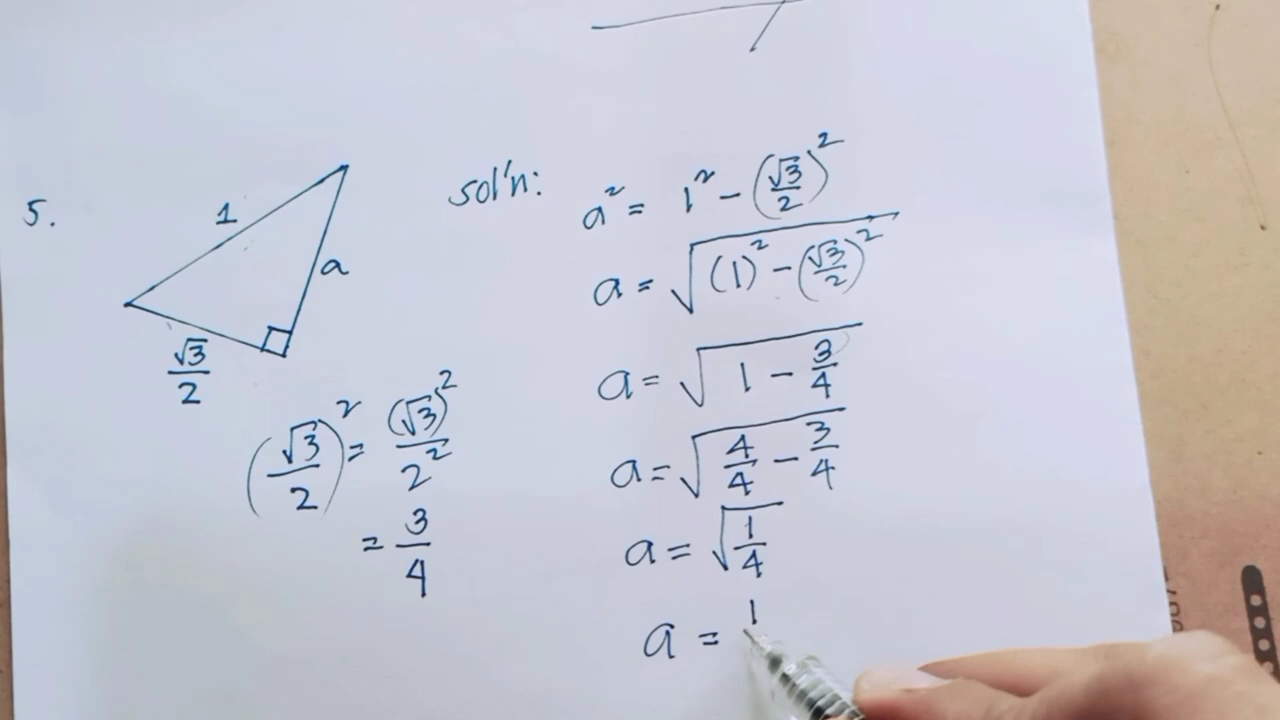 5.
1
a
√3/2
sol'n:
a² = 1² - (√3/2)²
a = √((1)² - (√3/2)²)
a = √(1 - 3/4)
a = √(4/4 - 3/4)
a = √(1/4)
a = 1
(√3/2)² = (√3)²/2²
= 3/4